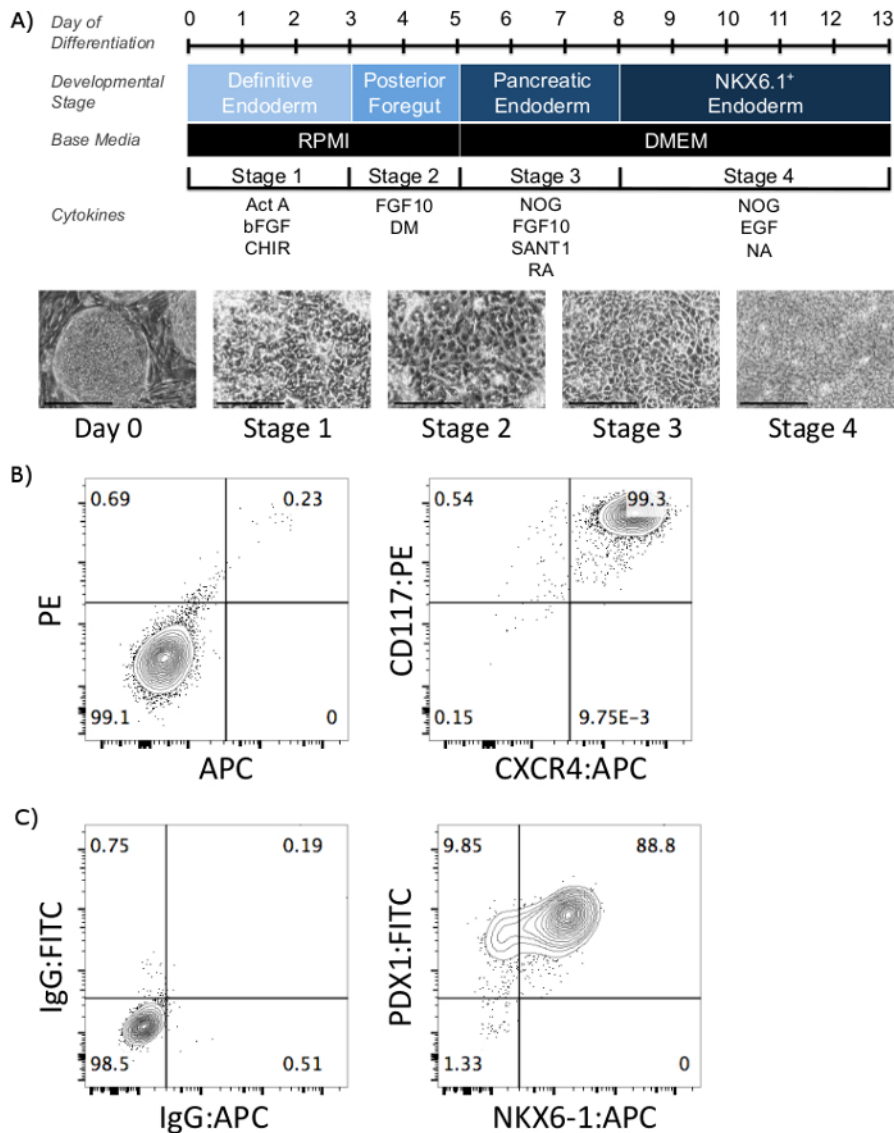 A)
Day of Differentiation
0 1 2 3 4 5 6 7 8 9 10 11 12 13
Developmental Stage
Definitive Endoderm
Posterior Foregut
Pancreatic Endoderm
NKX6.1⁺ Endoderm
Base Media
RPMI
DMEM
Stage 1
Stage 2
Stage 3
Stage 4
Cytokines
Act A
bFGF
CHIR
FGF10
DM
NOG
FGF10
SANT1
RA
NOG
EGF
NA
Day 0
Stage 1
Stage 2
Stage 3
Stage 4
B)
0.69
0.23
PE
99.1
0
APC
0.54
99.3
CD117:PE
0.15
9.75E−3
CXCR4:APC
C)
0.75
0.19
IgG:FITC
98.5
0.51
IgG:APC
9.85
88.8
PDX1:FITC
1.33
0
NKX6-1:APC